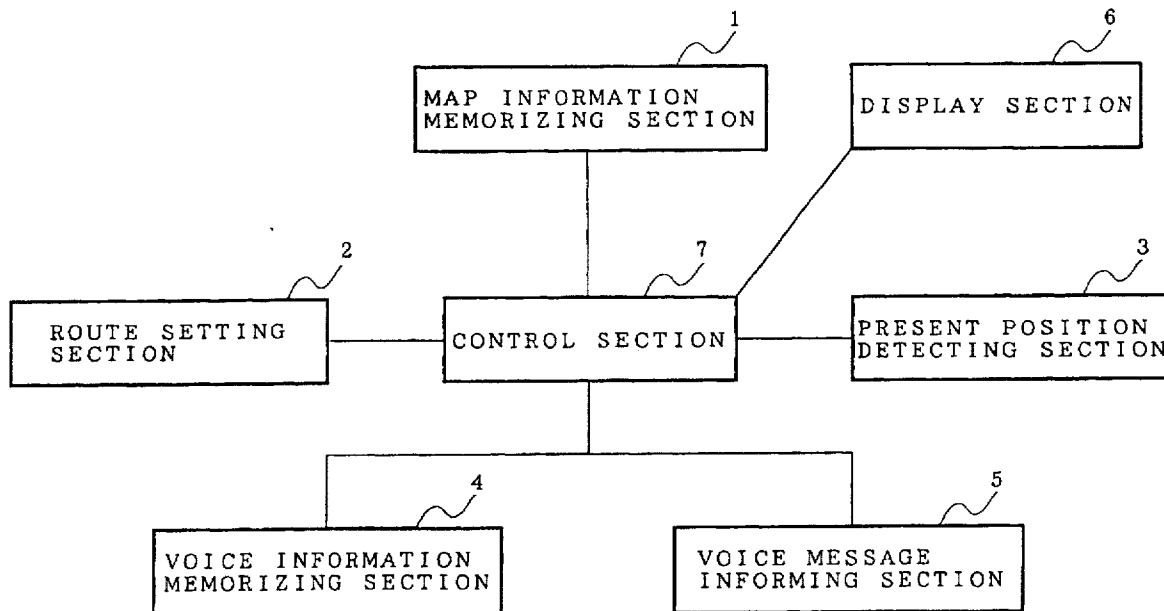 1
MAP INFORMATION
MEMORIZING SECTION
6
DISPLAY SECTION
2
ROUTE SETTING
SECTION
7
CONTROL SECTION
3
PRESENT POSITION
DETECTING SECTION
4
VOICE INFORMATION
MEMORIZING SECTION
5
VOICE MESSAGE
INFORMING SECTION